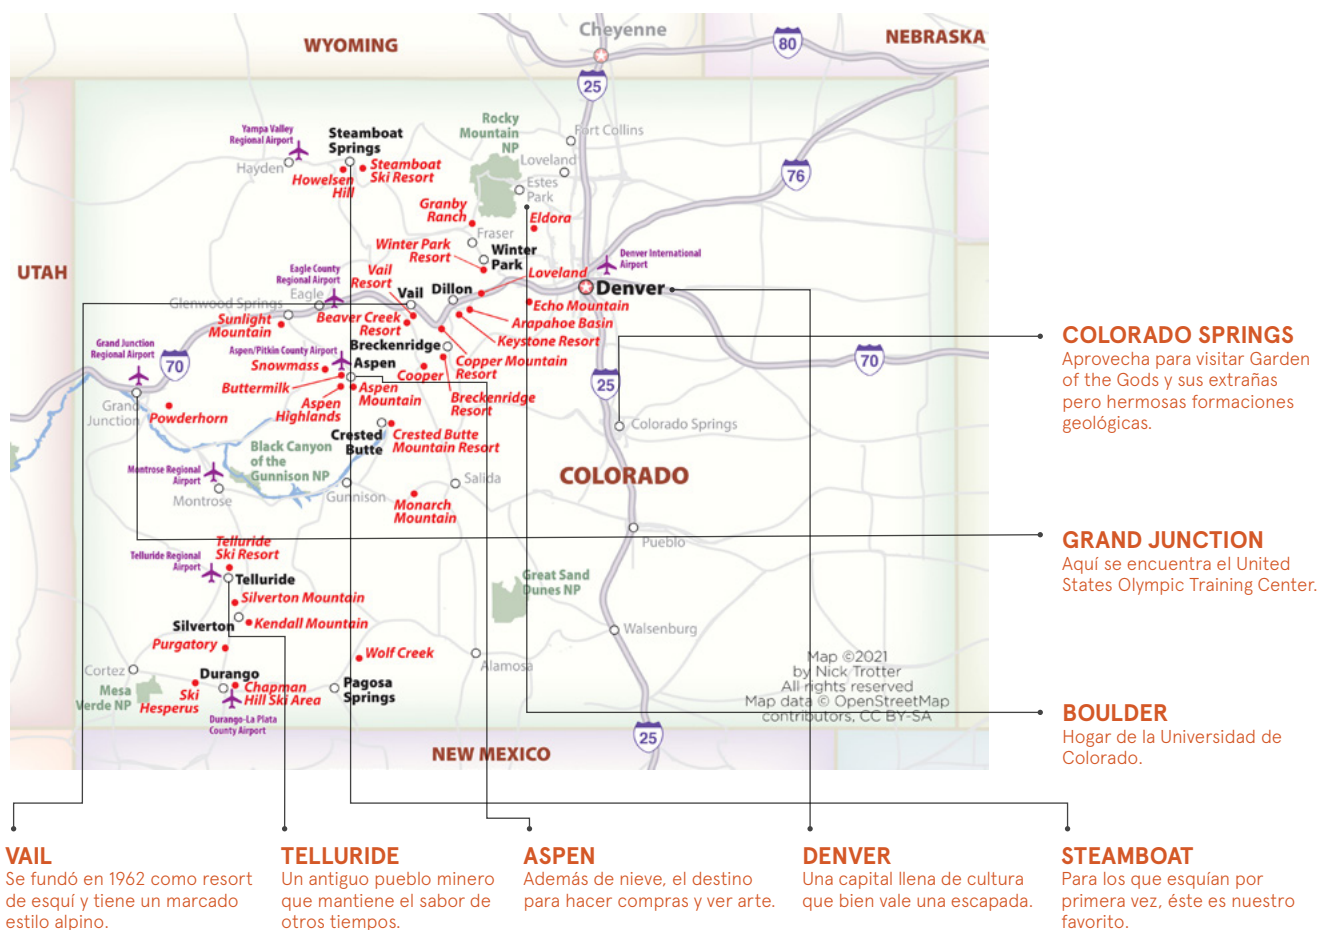 Cheyenne
WYOMING
80
NEBRASKA
25
Rocky
Mountain
NP
Fort Collins
Yampa Valley
Regional Airport
Steamboat
Springs
Hayden
Howelsen
Hill
Steamboat
Ski Resort
Loveland
Estes
Park
76
Granby
Ranch
Eldora
Fraser
Winter Park
Resort
Winter
Park
Denver International
Airport
UTAH
Eagle County
Regional Airport
Vail
Resort
Loveland
Eagle
Vail
Dillon
Denver
Glenwood Springs
Sunlight
Mountain
Beaver Creek
Resort
Echo Mountain
Arapahoe Basin
Keystone Resort
Grand Junction
Regional Airport
70
Aspen/Pitkin County Airport
Breckenridge
70
Snowmass
Aspen
Copper Mountain
Resort
Cooper
Buttermilk
Aspen
Mountain
Aspen
Highlands
Breckenridge
Resort
25
Grand
Junction
Powderhorn
Crested
Butte
Crested Butte
Mountain Resort
Colorado Springs
Black Canyon
of the
Gunnison NP
Montrose Regional
Airport
Montrose
Gunnison
Salida
COLORADO
Monarch
Mountain
Pueblo
Telluride
Ski Resort
Telluride Regional
Airport
Telluride
Great Sand
Dunes NP
Silverton Mountain
Silverton
Kendall Mountain
Walsenburg
Purgatory
Wolf Creek
Alamosa
Cortez
Durango
Mesa
Verde NP
Ski
Hesperus
Chapman
Hill Ski Area
Pagosa
Springs
Durango-La Plata
County Airport
Map ©2021
by Nick Trotter
All rights reserved
Map data © OpenStreetMap
contributors, CC BY-SA
25
NEW MEXICO
COLORADO SPRINGS
Aprovecha para visitar Garden
of the Gods y sus extrañas
pero hermosas formaciones
geológicas.
GRAND JUNCTION
Aquí se encuentra el United
States Olympic Training Center.
BOULDER
Hogar de la Universidad de
Colorado.
VAIL
Se fundó en 1962 como resort
de esquí y tiene un marcado
estilo alpino.
TELLURIDE
Un antiguo pueblo minero
que mantiene el sabor de
otros tiempos.
ASPEN
Además de nieve, el destino
para hacer compras y ver arte.
DENVER
Una capital llena de cultura
que bien vale una escapada.
STEAMBOAT
Para los que esquían por
primera vez, éste es nuestro
favorito.